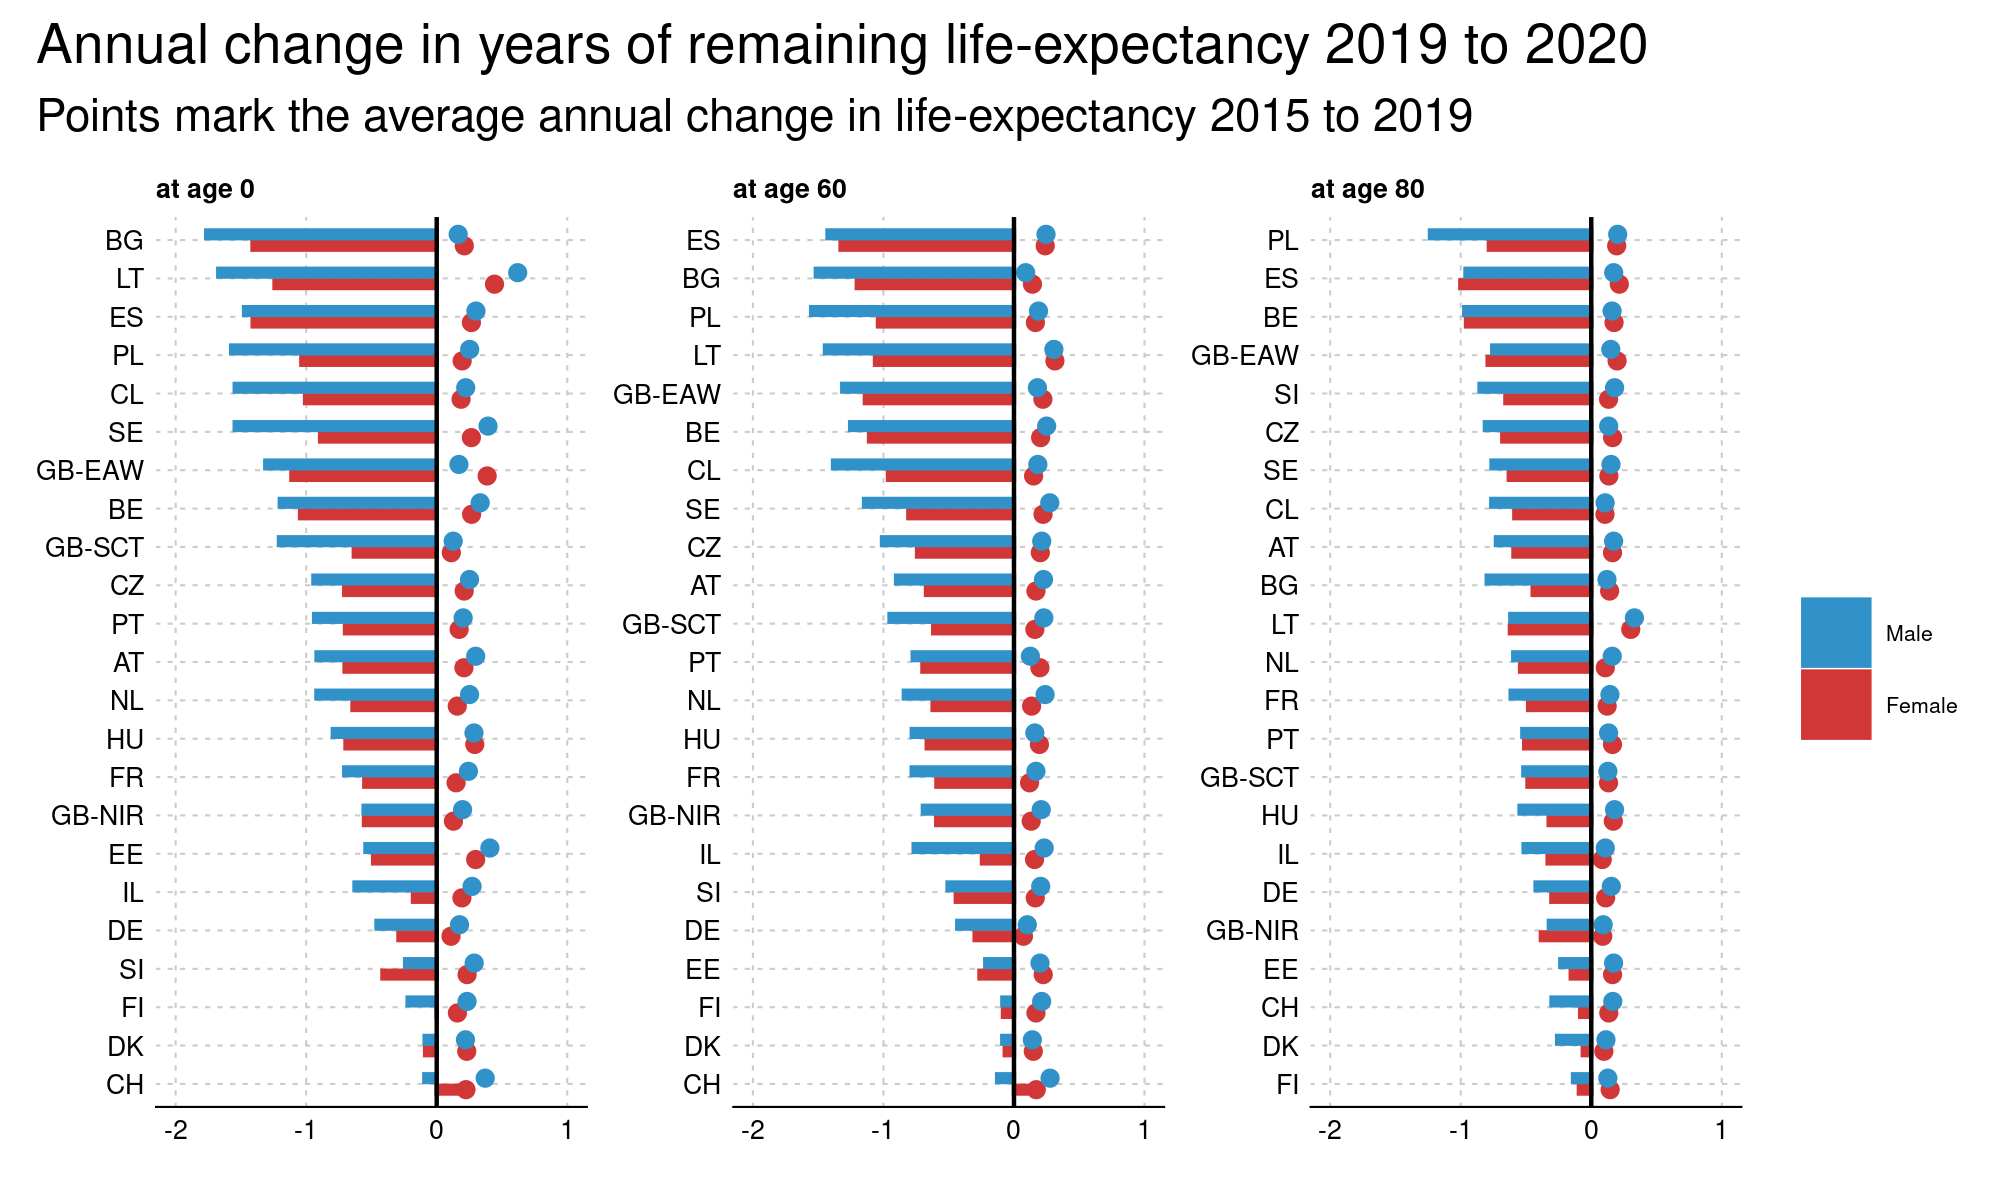 Annual change in years of remaining life-expectancy 2019 to 2020
Points mark the average annual change in life-expectancy 2015 to 2019
at age 0
BG
LT
ES
PL
CL
SE
GB-EAW
BE
GB-SCT
CZ
PT
AT
NL
HU
FR
GB-NIR
EE
IL
DE
SI
FI
DK
CH
-2 -1 0 1
at age 60
ES
BG
PL
LT
GB-EAW
BE
CL
SE
CZ
AT
GB-SCT
PT
NL
HU
FR
GB-NIR
IL
SI
DE
EE
FI
DK
CH
-2 -1 0 1
at age 80
PL
ES
BE
GB-EAW
SI
CZ
SE
CL
AT
BG
LT
NL
FR
PT
GB-SCT
HU
IL
DE
GB-NIR
EE
CH
DK
FI
-2 -1 0 1
Male
Female